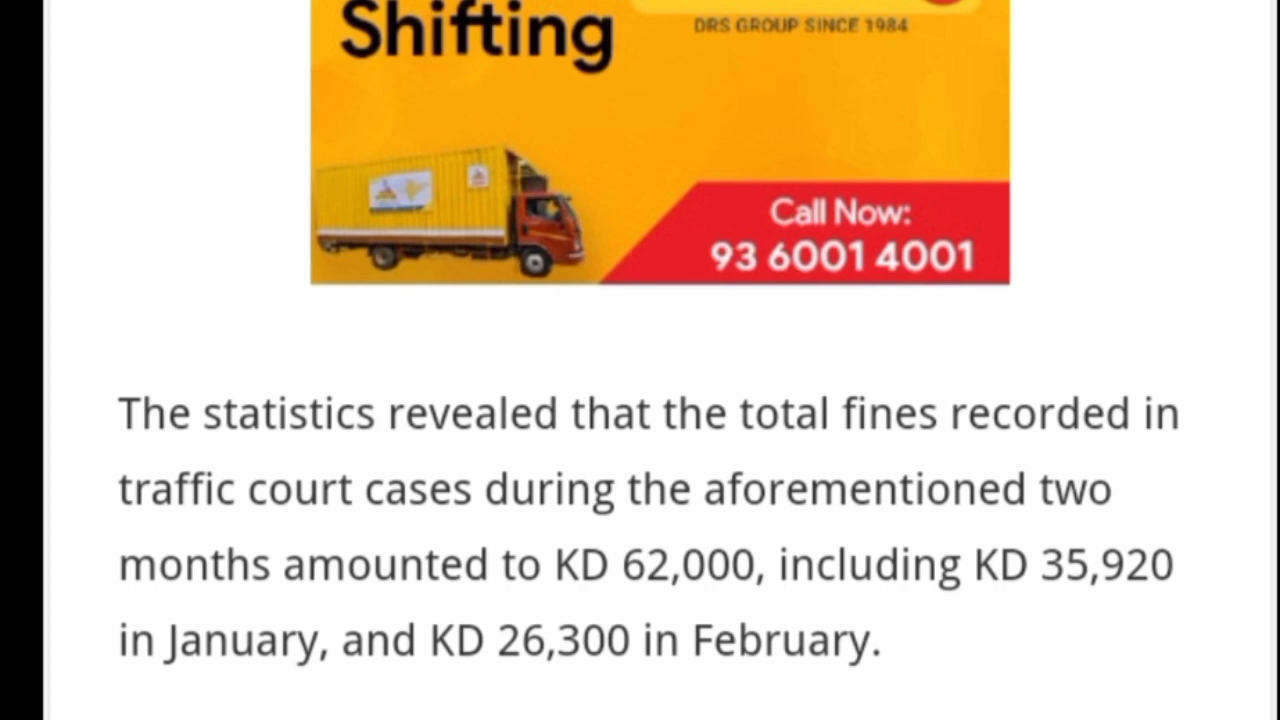 Shifting
DRS GROUP SINCE 1984
Call Now:
93 6001 4001
The statistics revealed that the total fines recorded in
traffic court cases during the aforementioned two
months amounted to KD 62,000, including KD 35,920
in January, and KD 26,300 in February.